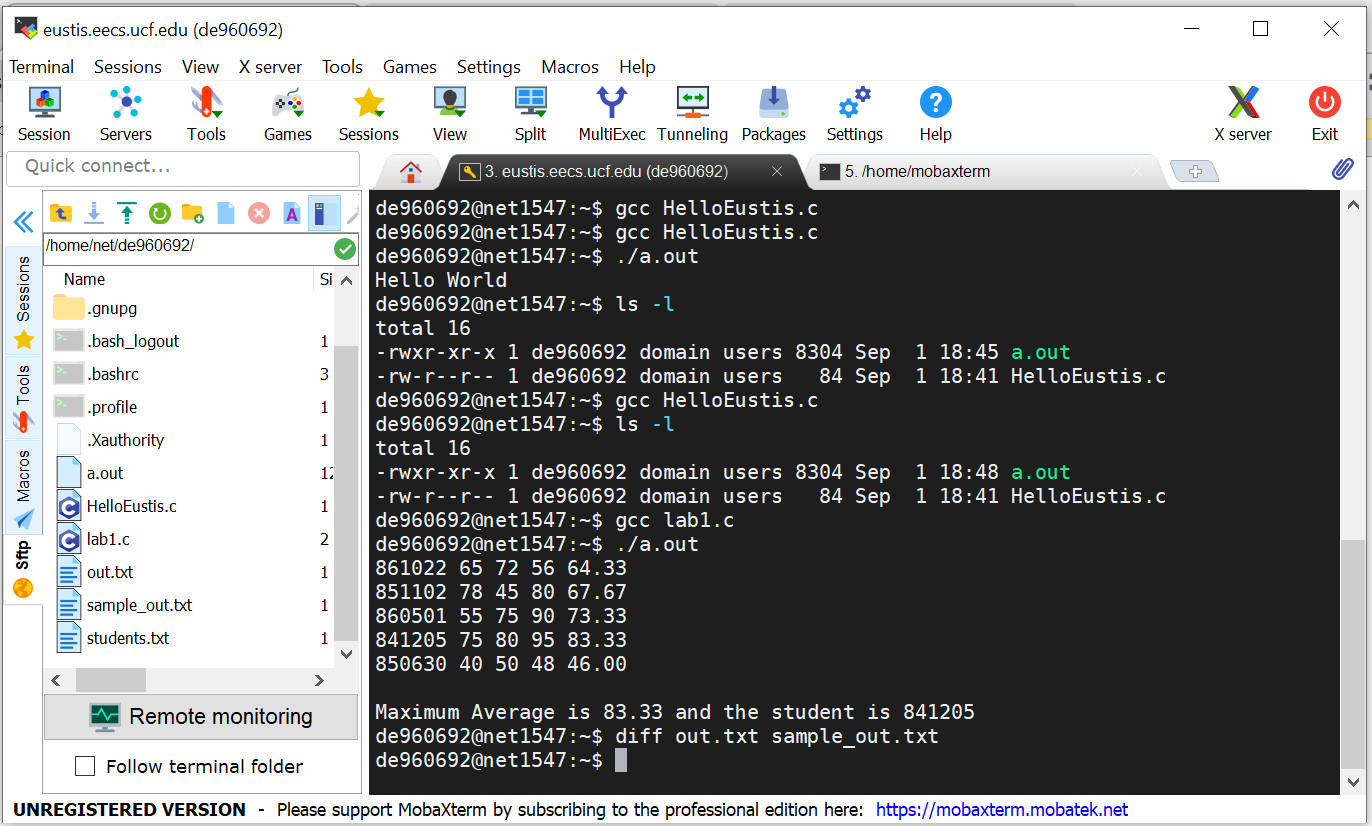 eustis.eecs.ucf.edu (de960692)
Terminal Sessions View X server Tools Games Settings Macros Help
Session Servers Tools Games Sessions View Split MultiExec Tunneling Packages Settings Help X server Exit
Quick connect...
3. eustis.eecs.ucf.edu (de960692)
5. /home/mobaxterm
Sessions
Tools
Macros
Sftp
/home/net/de960692/
Name Si
.gnupg
.bash_logout 1
.bashrc 3
.profile 1
.Xauthority 1
a.out 12
HelloEustis.c 1
lab1.c 2
out.txt 1
sample_out.txt 1
students.txt 1
Remote monitoring
Follow terminal folder
de960692@net1547:~$ gcc HelloEustis.c
de960692@net1547:~$ gcc HelloEustis.c
de960692@net1547:~$ ./a.out
Hello World
de960692@net1547:~$ ls -l
total 16
-rwxr-xr-x 1 de960692 domain users 8304 Sep  1 18:45 a.out
-rw-r--r-- 1 de960692 domain users   84 Sep  1 18:41 HelloEustis.c
de960692@net1547:~$ gcc HelloEustis.c
de960692@net1547:~$ ls -l
total 16
-rwxr-xr-x 1 de960692 domain users 8304 Sep  1 18:48 a.out
-rw-r--r-- 1 de960692 domain users   84 Sep  1 18:41 HelloEustis.c
de960692@net1547:~$ gcc lab1.c
de960692@net1547:~$ ./a.out
861022 65 72 56 64.33
851102 78 45 80 67.67
860501 55 75 90 73.33
841205 75 80 95 83.33
850630 40 50 48 46.00
Maximum Average is 83.33 and the student is 841205
de960692@net1547:~$ diff out.txt sample_out.txt
de960692@net1547:~$
UNREGISTERED VERSION - Please support MobaXterm by subscribing to the professional edition here: https://mobaxterm.mobatek.net